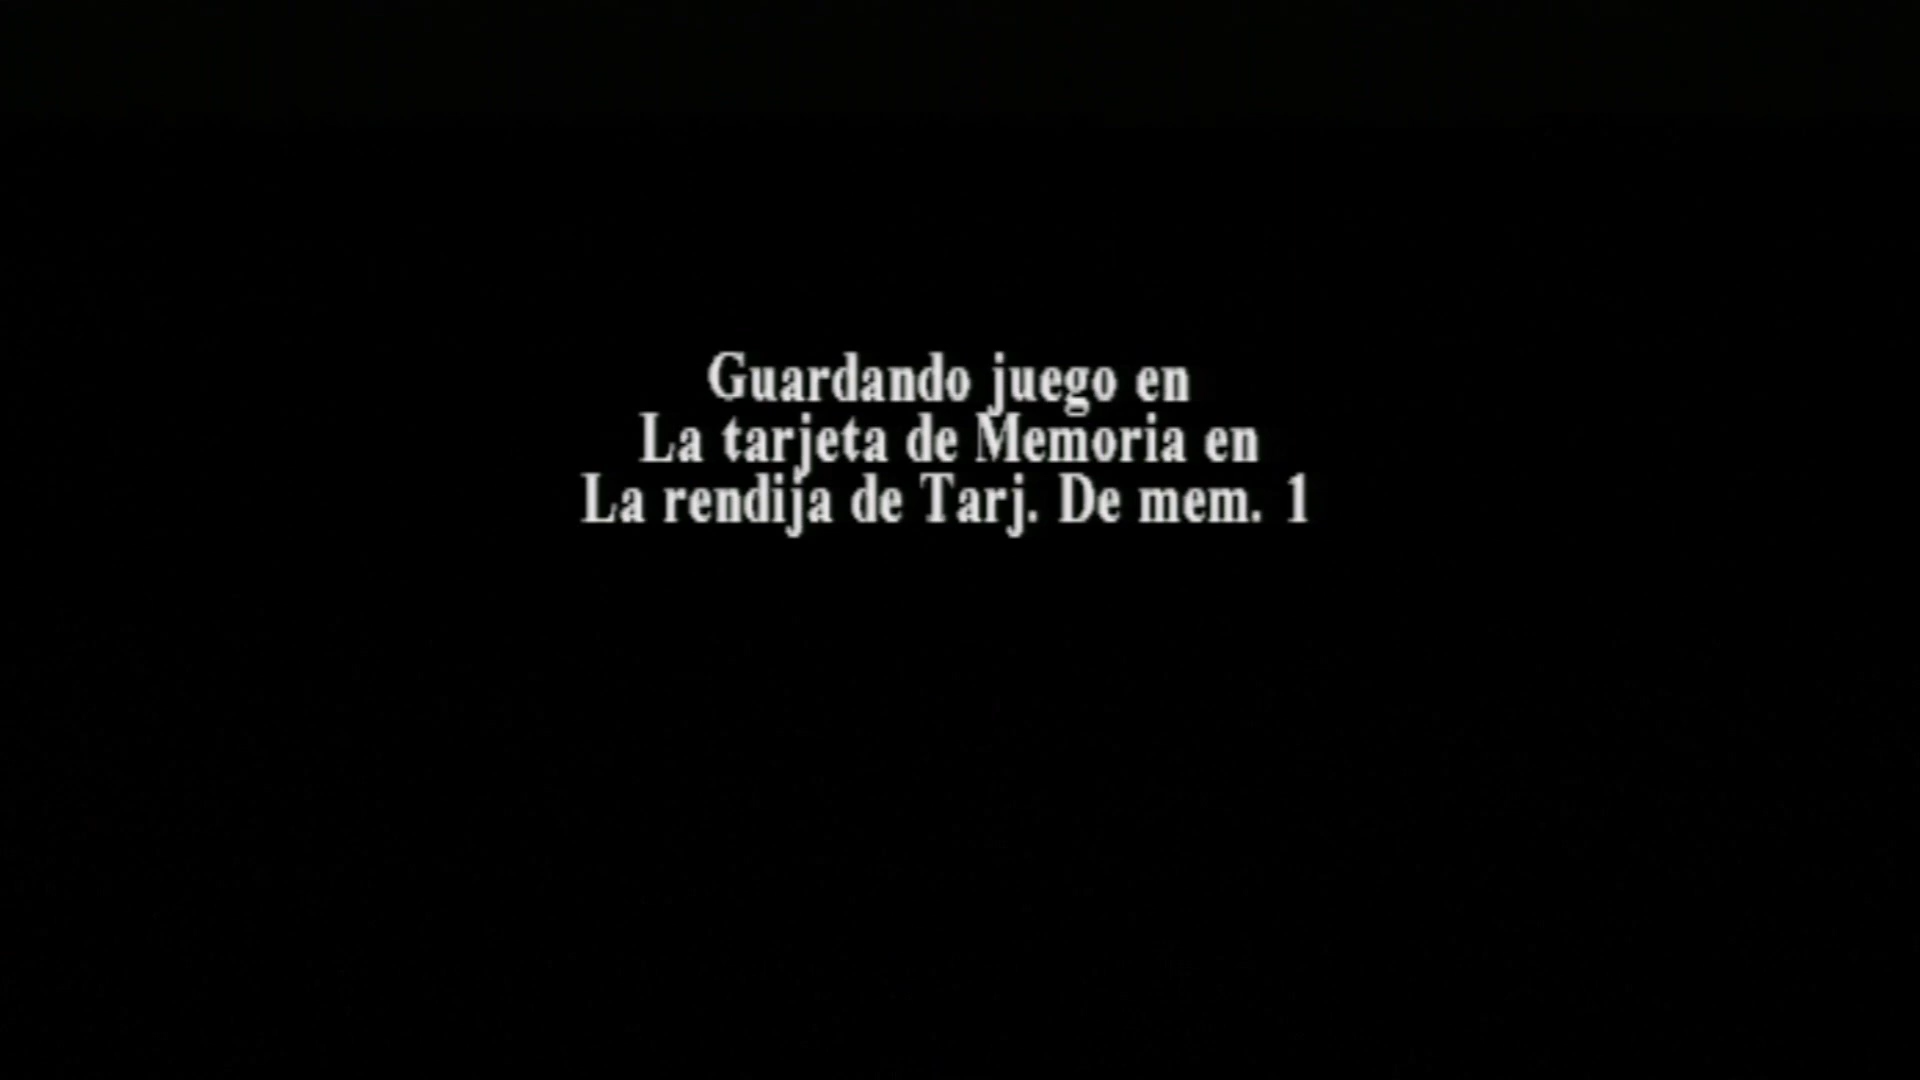 Guardando juego en
La tarjeta de Memoria en
La rendija de Tarj. De mem. 1